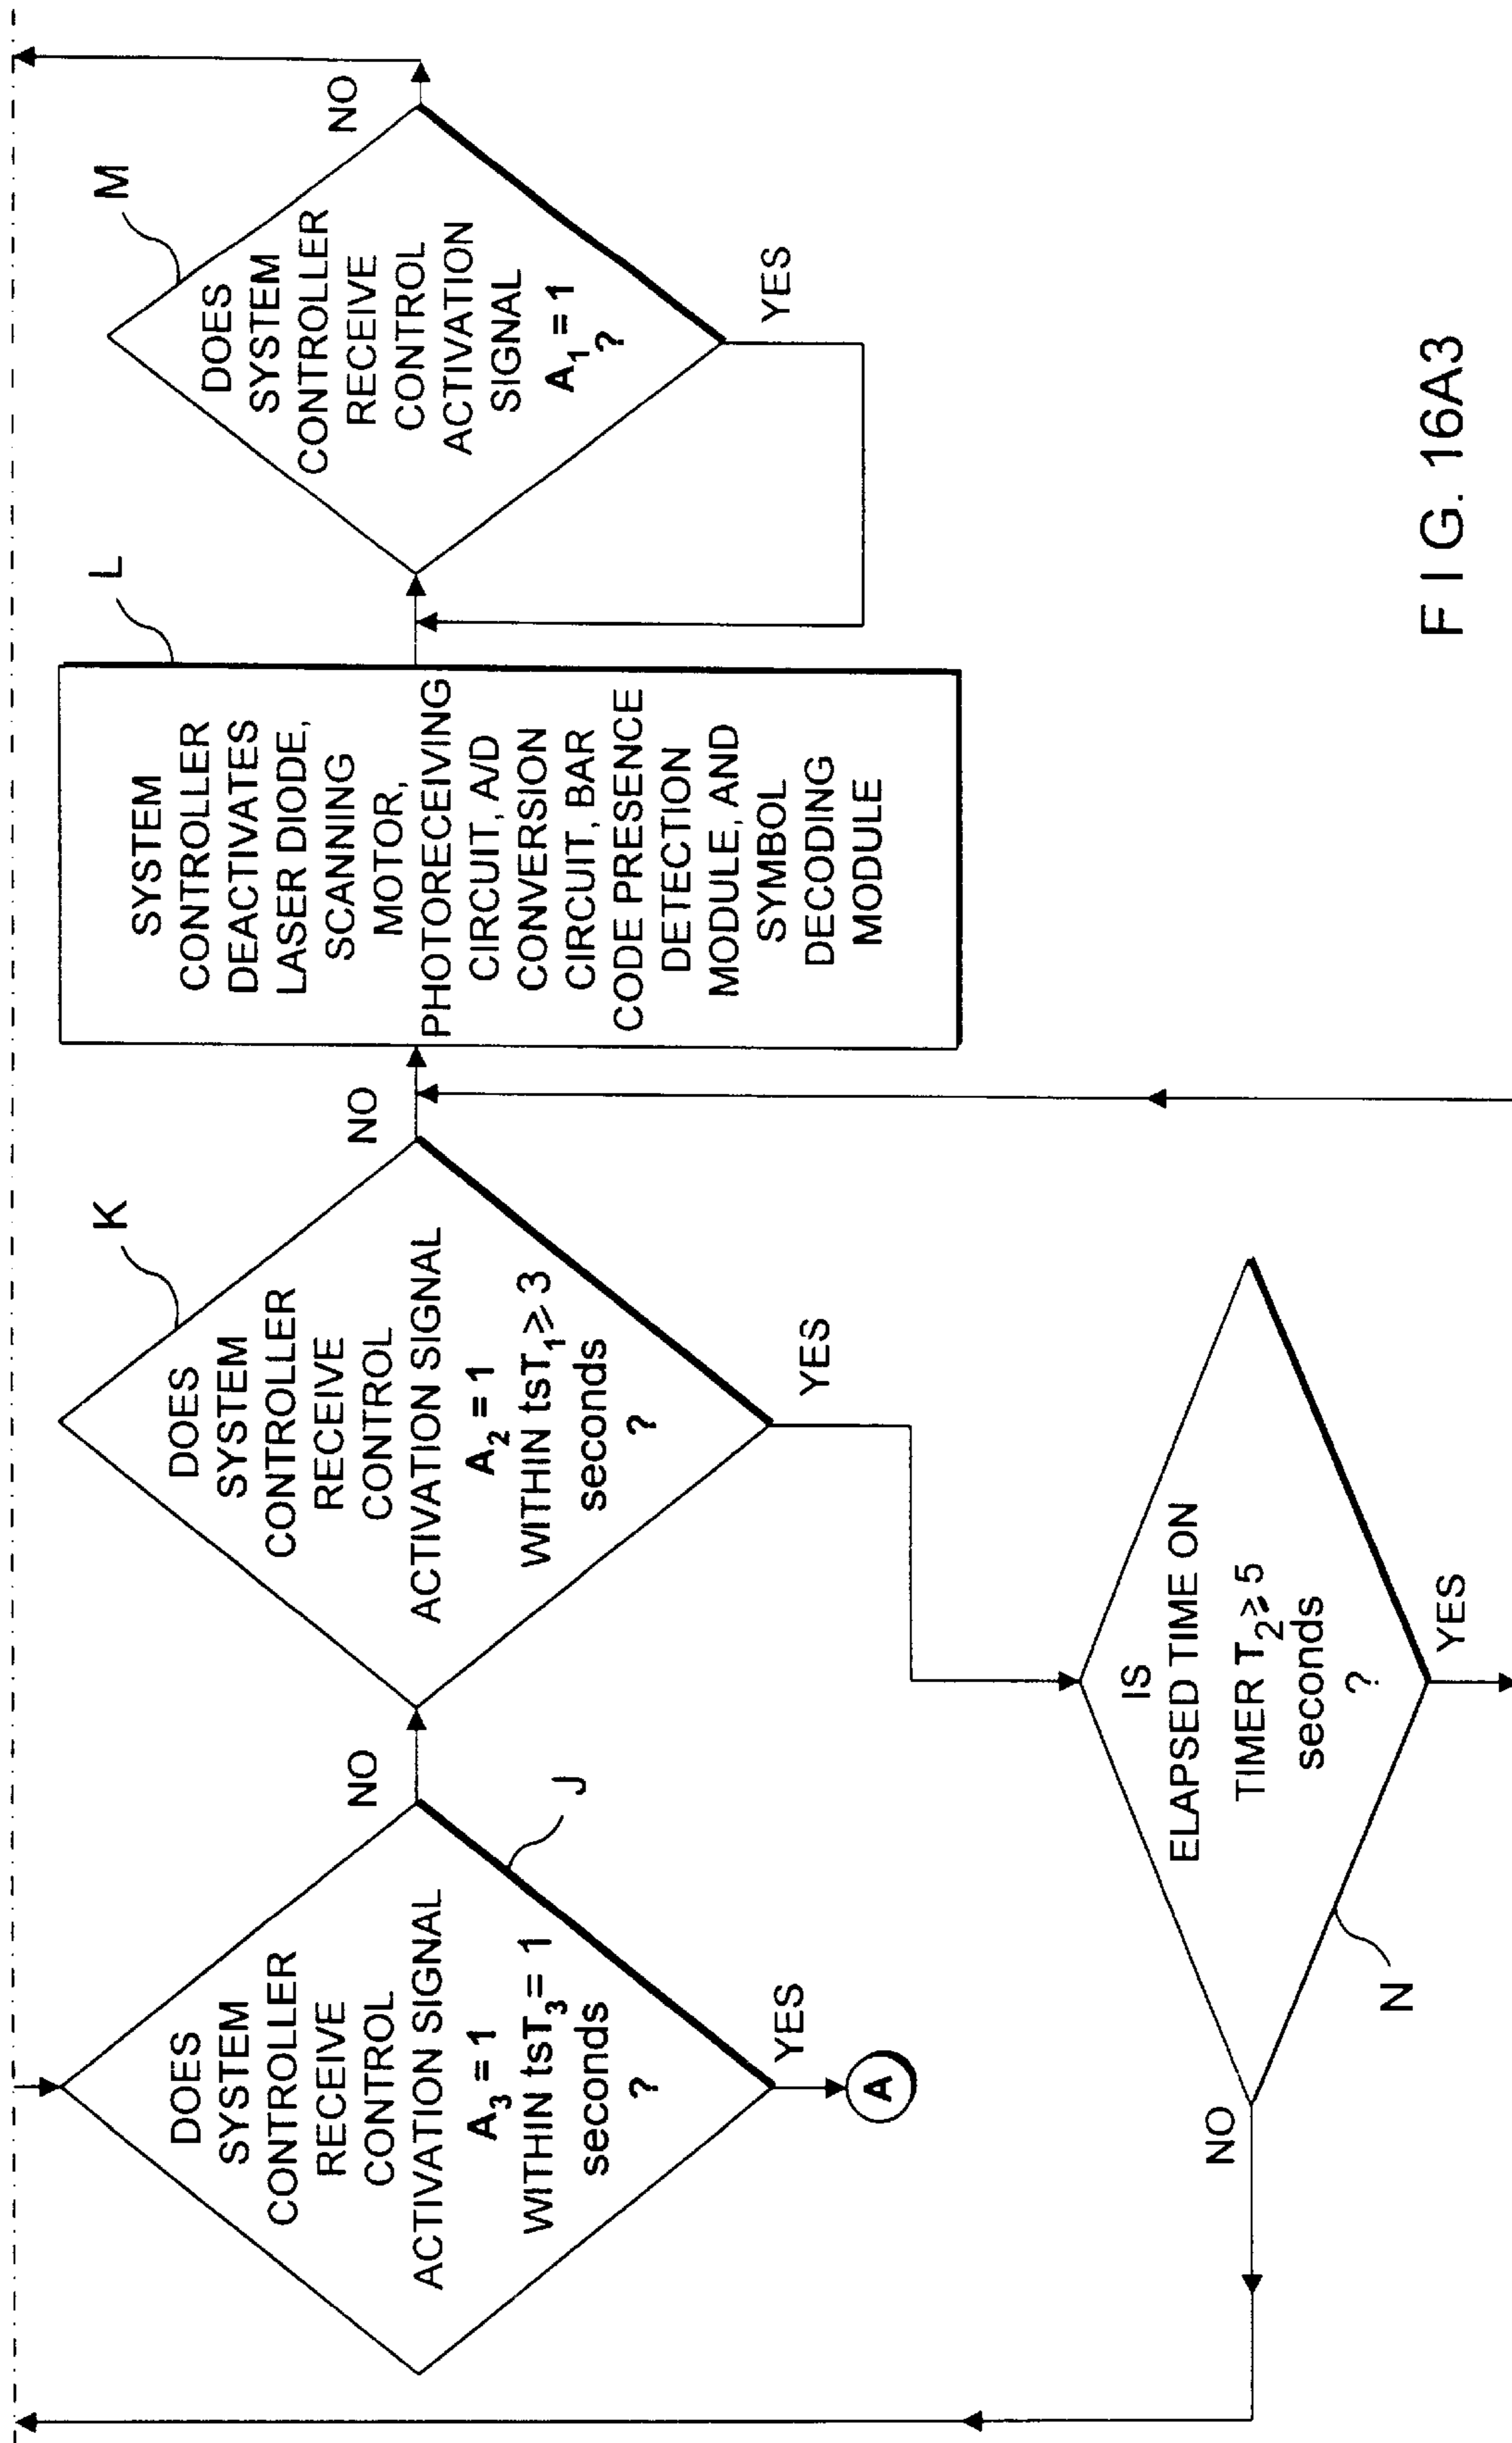 DOES
SYSTEM
CONTROLLER
RECEIVE
CONTROL
ACTIVATION SIGNAL
A₃ = 1
WITHIN tsT₃ = 1
seconds
?
J
NO
YES
A
DOES
SYSTEM
CONTROLLER
RECEIVE
CONTROL
ACTIVATION SIGNAL
A₂ = 1
WITHIN tsT₁ ⩾ 3
seconds
?
K
NO
YES
SYSTEM
CONTROLLER
DEACTIVATES
LASER DIODE,
SCANNING
MOTOR,
PHOTORECEIVING
CIRCUIT, A/D
CONVERSION
CIRCUIT, BAR
CODE PRESENCE
DETECTION
MODULE, AND
SYMBOL
DECODING
MODULE
L
DOES
SYSTEM
CONTROLLER
RECEIVE
CONTROL
ACTIVATION
SIGNAL
A₁ = 1
?
M
NO
YES
IS
ELAPSED TIME ON
TIMER T₂ ⩾ 5
seconds
?
N
NO
YES
FIG. 16A3